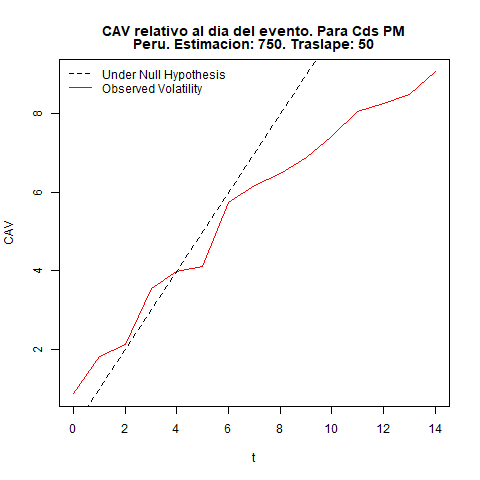 CAV relativo al dia del evento. Para Cds PM
Peru. Estimacion: 750. Traslape: 50
Under Null Hypothesis
Observed Volatility
8
6
4
2
CAV
0 2 4 6 8 10 12 14
t